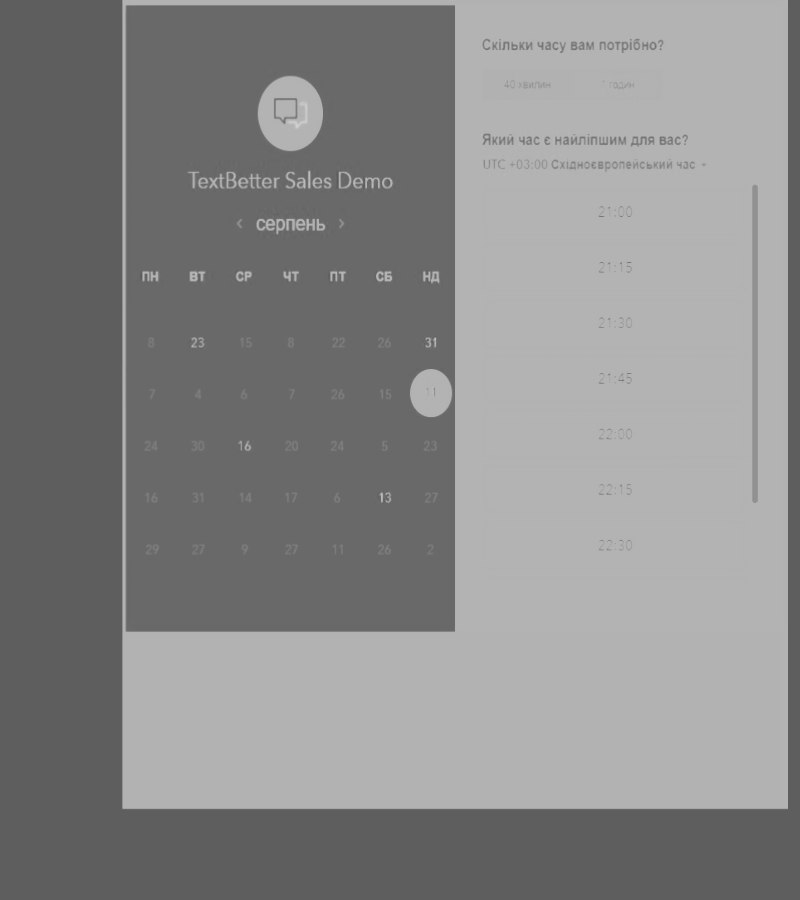 TextBetter Sales Demo
‹ серпень ›
ПН ВТ СР ЧТ ПТ СБ НД
8 23 15 8 22 26 31
7 4 6 7 26 15 11
24 30 16 20 24 5 23
16 31 14 17 6 13 27
29 27 9 27 11 26 2
Скільки часу вам потрібно?
40 хвилин 1 годин
Який час є найліпшим для вас?
UTC +03:00 Східноєвропейський час
21:00
21:15
21:30
21:45
22:00
22:15
22:30